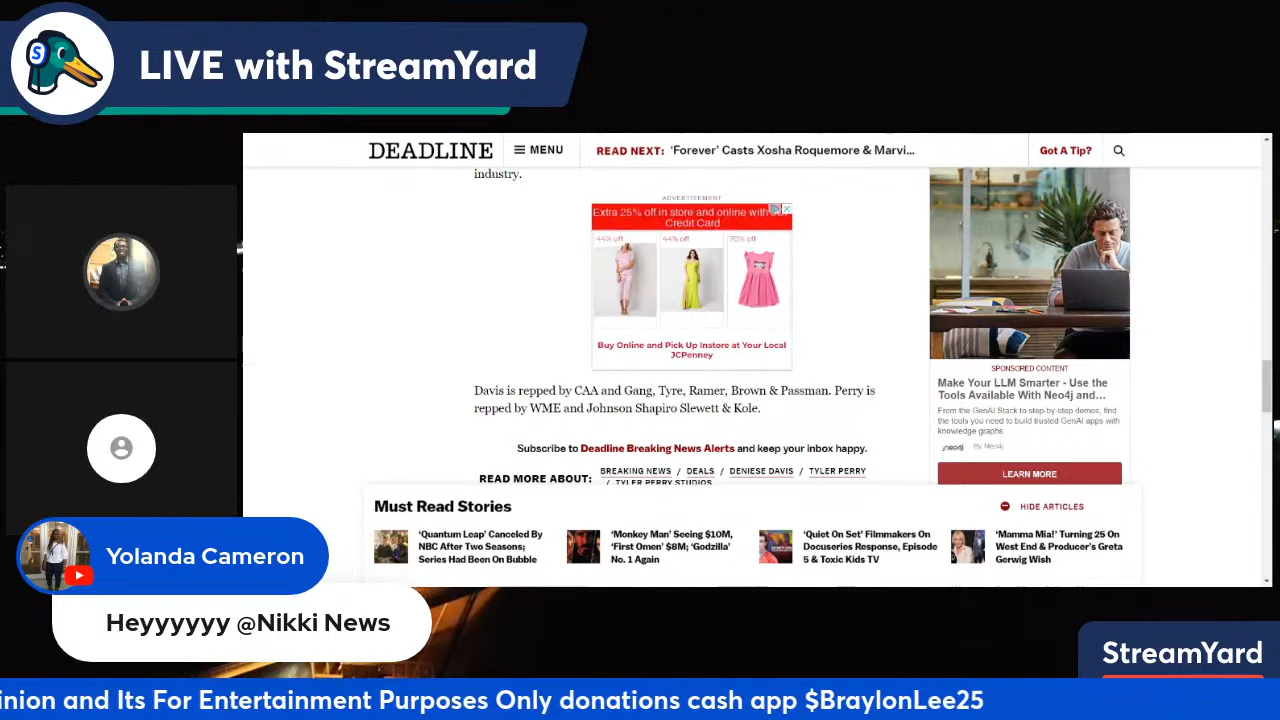 LIVE with StreamYard
S
DEADLINE
MENU
READ NEXT: ‘Forever’ Casts Xosha Roquemore & Marvi...
Got A Tip?
industry.
ADVERTISEMENT
Extra 25% off in store and online with
Credit Card
44% off
44% off
70% off
Buy Online and Pick Up Instore at Your Local
JCPenney
Davis is repped by CAA and Gang, Tyre, Ramer, Brown & Passman. Perry is
repped by WME and Johnson Shapiro Slewett & Kole.
Subscribe to Deadline Breaking News Alerts and keep your inbox happy.
READ MORE ABOUT: BREAKING NEWS / DEALS / DENIESE DAVIS / TYLER PERRY
/ TYLER PERRY STUDIOS
SPONSORED CONTENT
Make Your LLM Smarter - Use the
Tools Available With Neo4j and...
From the GenAI Stack to step-by-step demos, find
the tools you need to build trusted GenAI apps with
knowledge graphs.
neo4j By Neo4j
LEARN MORE
Must Read Stories
HIDE ARTICLES
‘Quantum Leap’ Canceled By
NBC After Two Seasons;
Series Had Been On Bubble
‘Monkey Man’ Seeing $10M,
‘First Omen’ $8M; ‘Godzilla’
No. 1 Again
‘Quiet On Set’ Filmmakers On
Docuseries Response, Episode
5 & Toxic Kids TV
‘Mamma Mia!’ Turning 25 On
West End & Producer’s Greta
Gerwig Wish
Yolanda Cameron
Heyyyyyy @Nikki News
StreamYard
inion and Its For Entertainment Purposes Only donations cash app $BraylonLee25